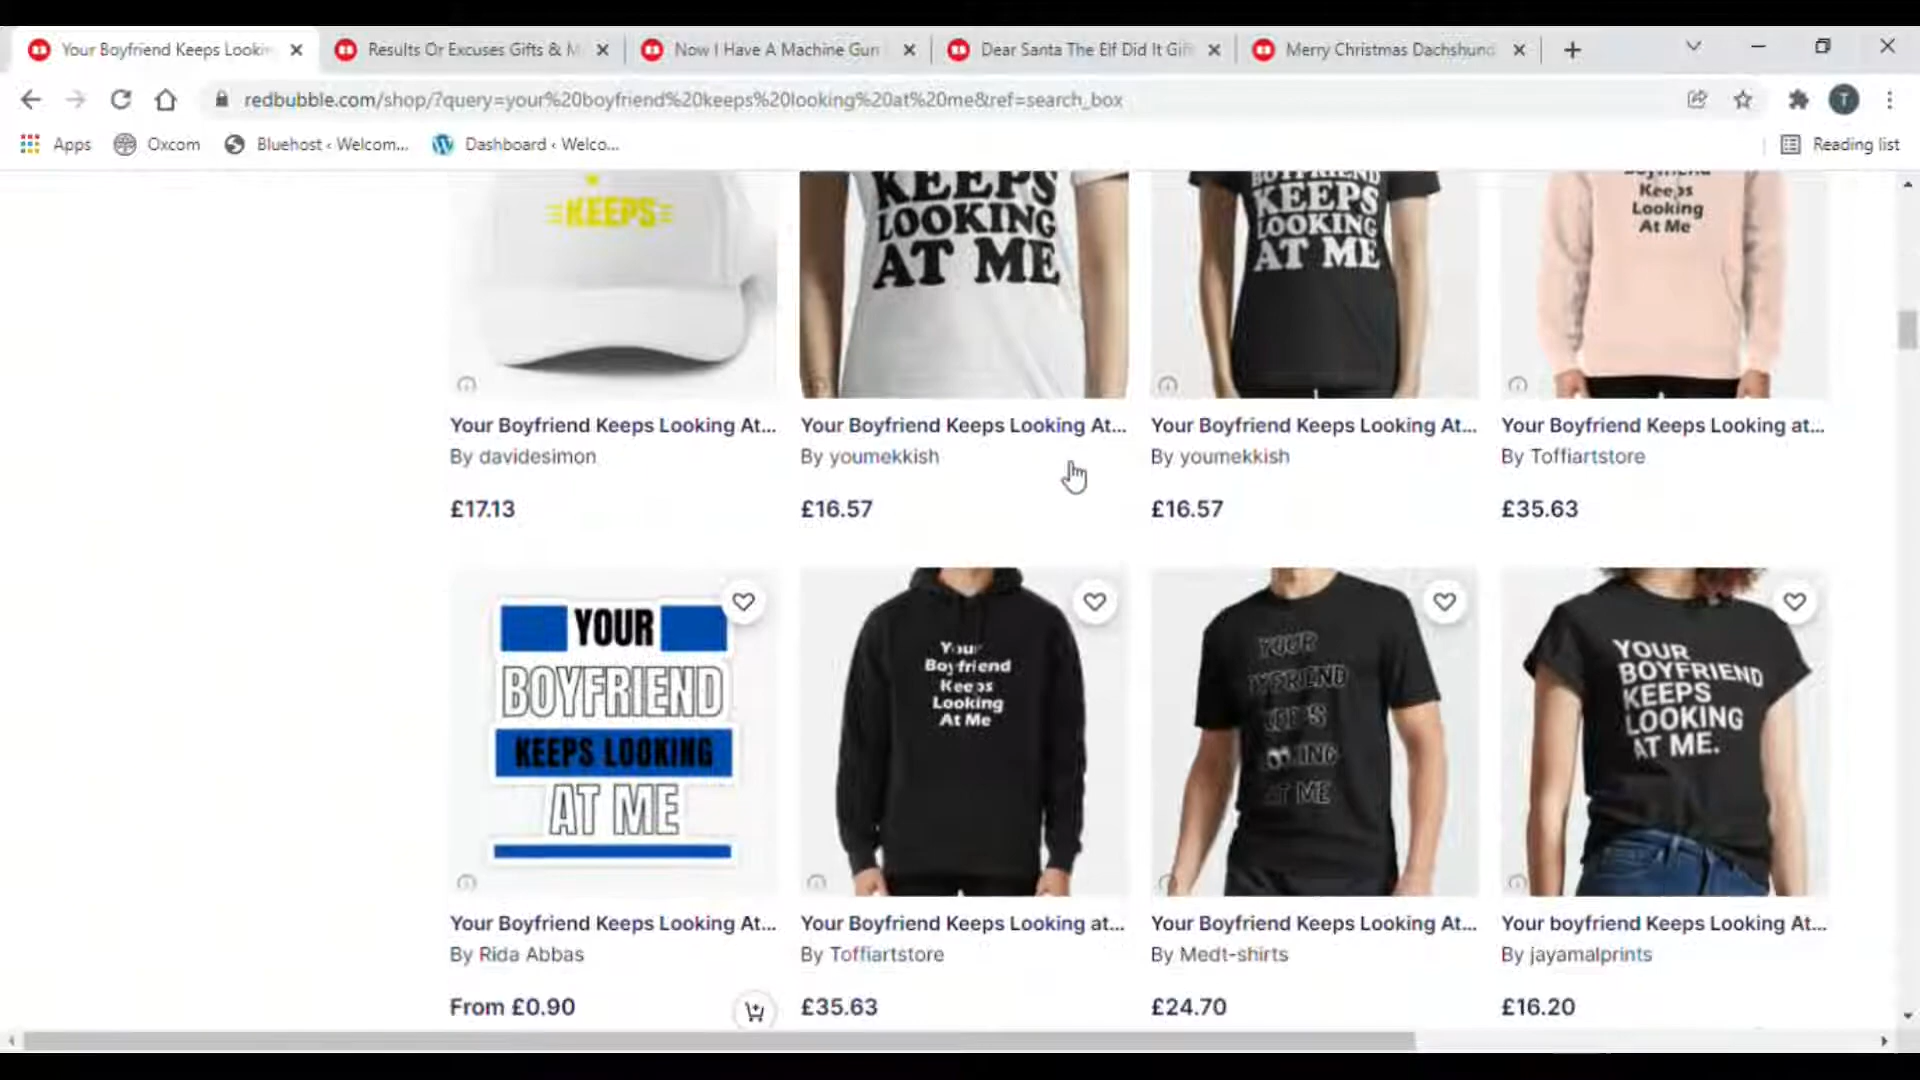 Your Boyfriend Keeps Lookin
Results Or Excuses Gifts & M
Now I Have A Machine Gun
Dear Santa The Elf Did It Gif
Merry Christmas Dachshund
redbubble.com/shop/?query=your%20boyfriend%20keeps%20looking%20at%20me&ref=search_box
T
Apps
Oxcom
Bluehost ‹ Welcom...
Dashboard ‹ Welco...
Reading list
KEEPS
KEEPS
LOOKING
AT ME
BOYFRIEND
KEEPS
LOOKING
AT ME
Boyfriend
Keeps
Looking
At Me
Your Boyfriend Keeps Looking At...
By davidesimon
£17.13
Your Boyfriend Keeps Looking At...
By youmekkish
£16.57
Your Boyfriend Keeps Looking At...
By youmekkish
£16.57
Your Boyfriend Keeps Looking at...
By Toffiartstore
£35.63
YOUR
BOYFRIEND
KEEPS LOOKING
AT ME
Your
Boyfriend
Keeps
Looking
At Me
YOUR
BOYFRIEND
KEEPS
LOOKING
AT ME
YOUR
BOYFRIEND
KEEPS
LOOKING
AT ME.
Your Boyfriend Keeps Looking At...
By Rida Abbas
From £0.90
Your Boyfriend Keeps Looking at...
By Toffiartstore
£35.63
Your Boyfriend Keeps Looking At...
By Medt-shirts
£24.70
Your boyfriend Keeps Looking At...
By jayamalprints
£16.20